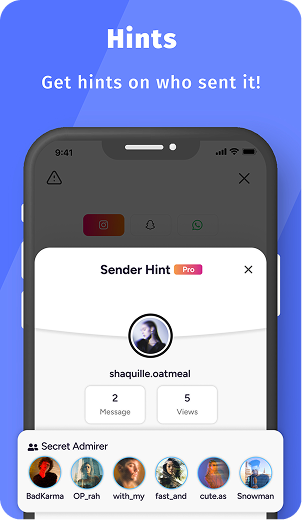 Hints
Get hints on who sent it!
9:41
Sender Hint Pro
shaquille.oatmeal
2 5
Message Views
Secret Admirer
BadKarma OP_rah with_my fast_and cute.as Snowman